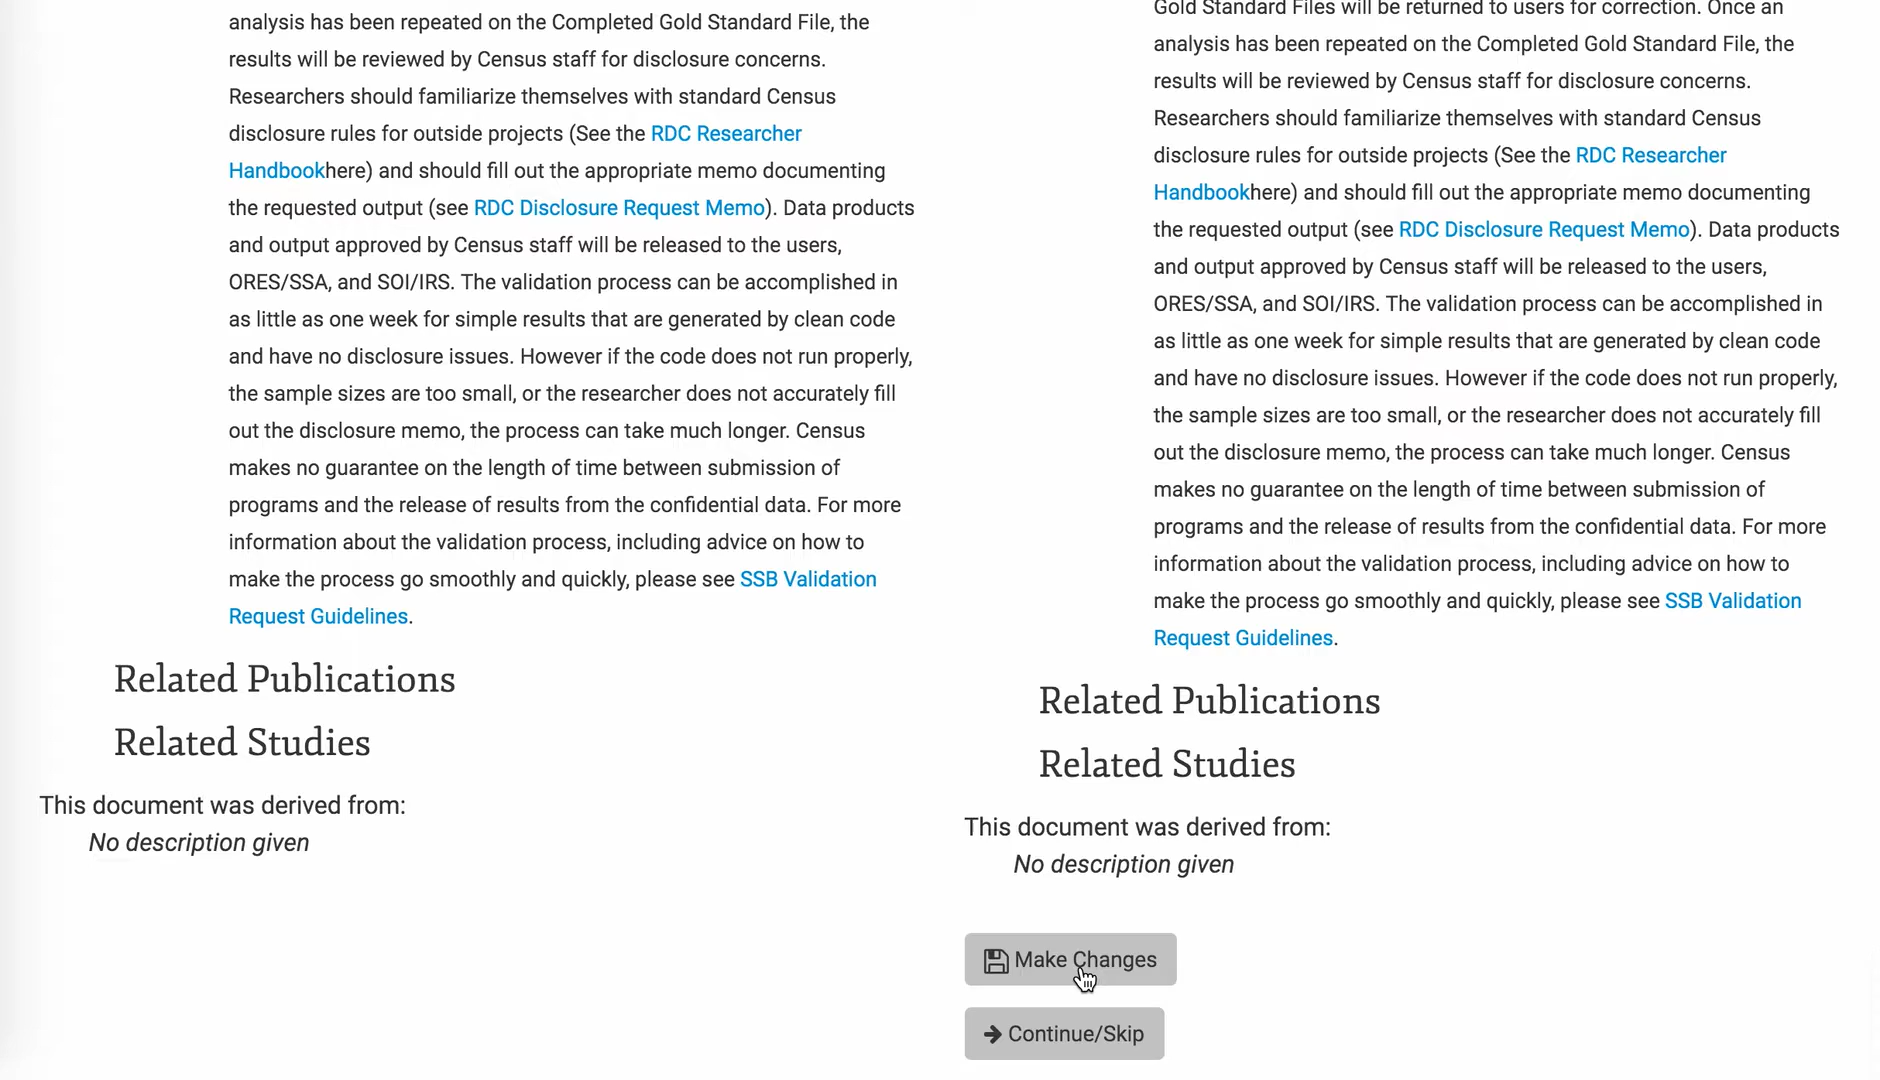 analysis has been repeated on the Completed Gold Standard File, the
results will be reviewed by Census staff for disclosure concerns.
Researchers should familiarize themselves with standard Census
disclosure rules for outside projects (See the RDC Researcher
Handbookhere) and should fill out the appropriate memo documenting
the requested output (see RDC Disclosure Request Memo). Data products
and output approved by Census staff will be released to the users,
ORES/SSA, and SOI/IRS. The validation process can be accomplished in
as little as one week for simple results that are generated by clean code
and have no disclosure issues. However if the code does not run properly,
the sample sizes are too small, or the researcher does not accurately fill
out the disclosure memo, the process can take much longer. Census
makes no guarantee on the length of time between submission of
programs and the release of results from the confidential data. For more
information about the validation process, including advice on how to
make the process go smoothly and quickly, please see SSB Validation
Request Guidelines.
Related Publications
Related Studies
This document was derived from:
No description given
Gold Standard Files will be returned to users for correction. Once an
analysis has been repeated on the Completed Gold Standard File, the
results will be reviewed by Census staff for disclosure concerns.
Researchers should familiarize themselves with standard Census
disclosure rules for outside projects (See the RDC Researcher
Handbookhere) and should fill out the appropriate memo documenting
the requested output (see RDC Disclosure Request Memo). Data products
and output approved by Census staff will be released to the users,
ORES/SSA, and SOI/IRS. The validation process can be accomplished in
as little as one week for simple results that are generated by clean code
and have no disclosure issues. However if the code does not run properly,
the sample sizes are too small, or the researcher does not accurately fill
out the disclosure memo, the process can take much longer. Census
makes no guarantee on the length of time between submission of
programs and the release of results from the confidential data. For more
information about the validation process, including advice on how to
make the process go smoothly and quickly, please see SSB Validation
Request Guidelines.
Related Publications
Related Studies
This document was derived from:
No description given
Make Changes
Continue/Skip